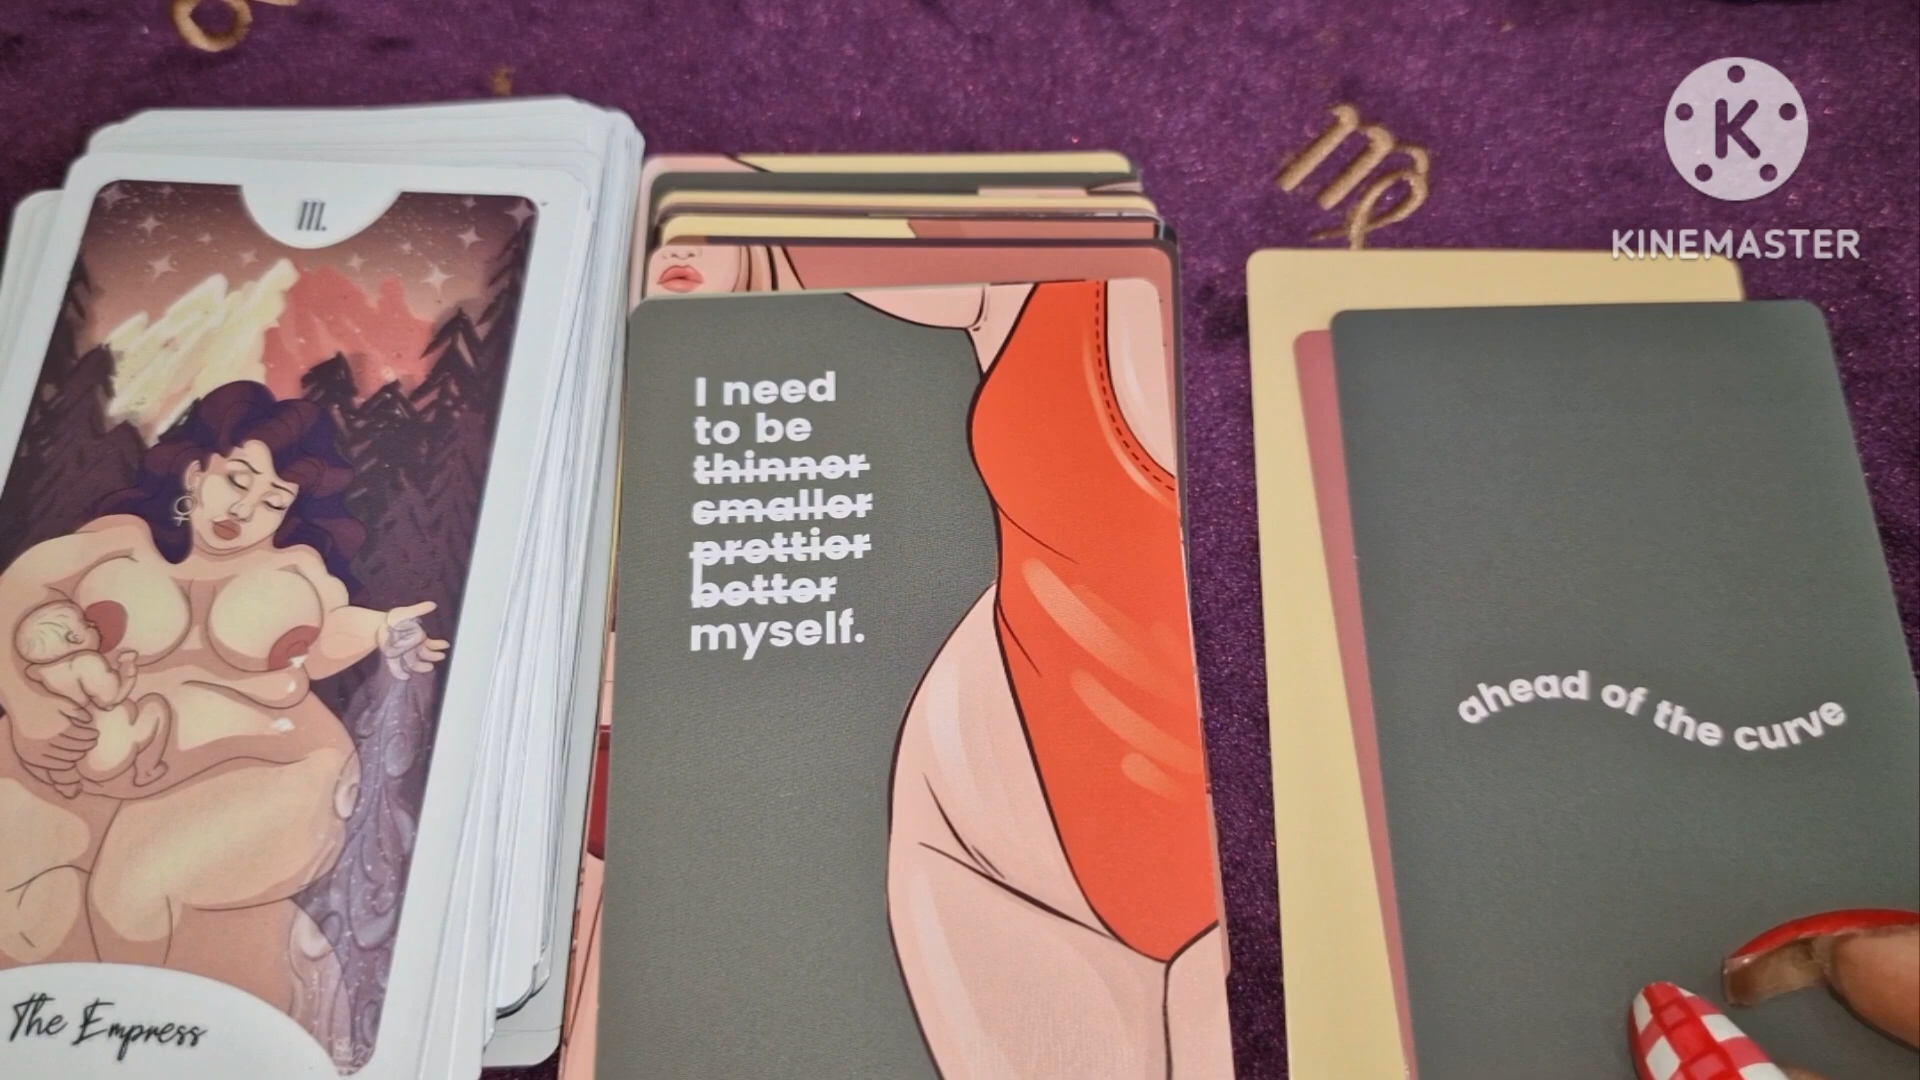 III.
The Empress
I need
to be
thinner
smaller
prettier
better
myself.
ahead of the curve
K
KINEMASTER